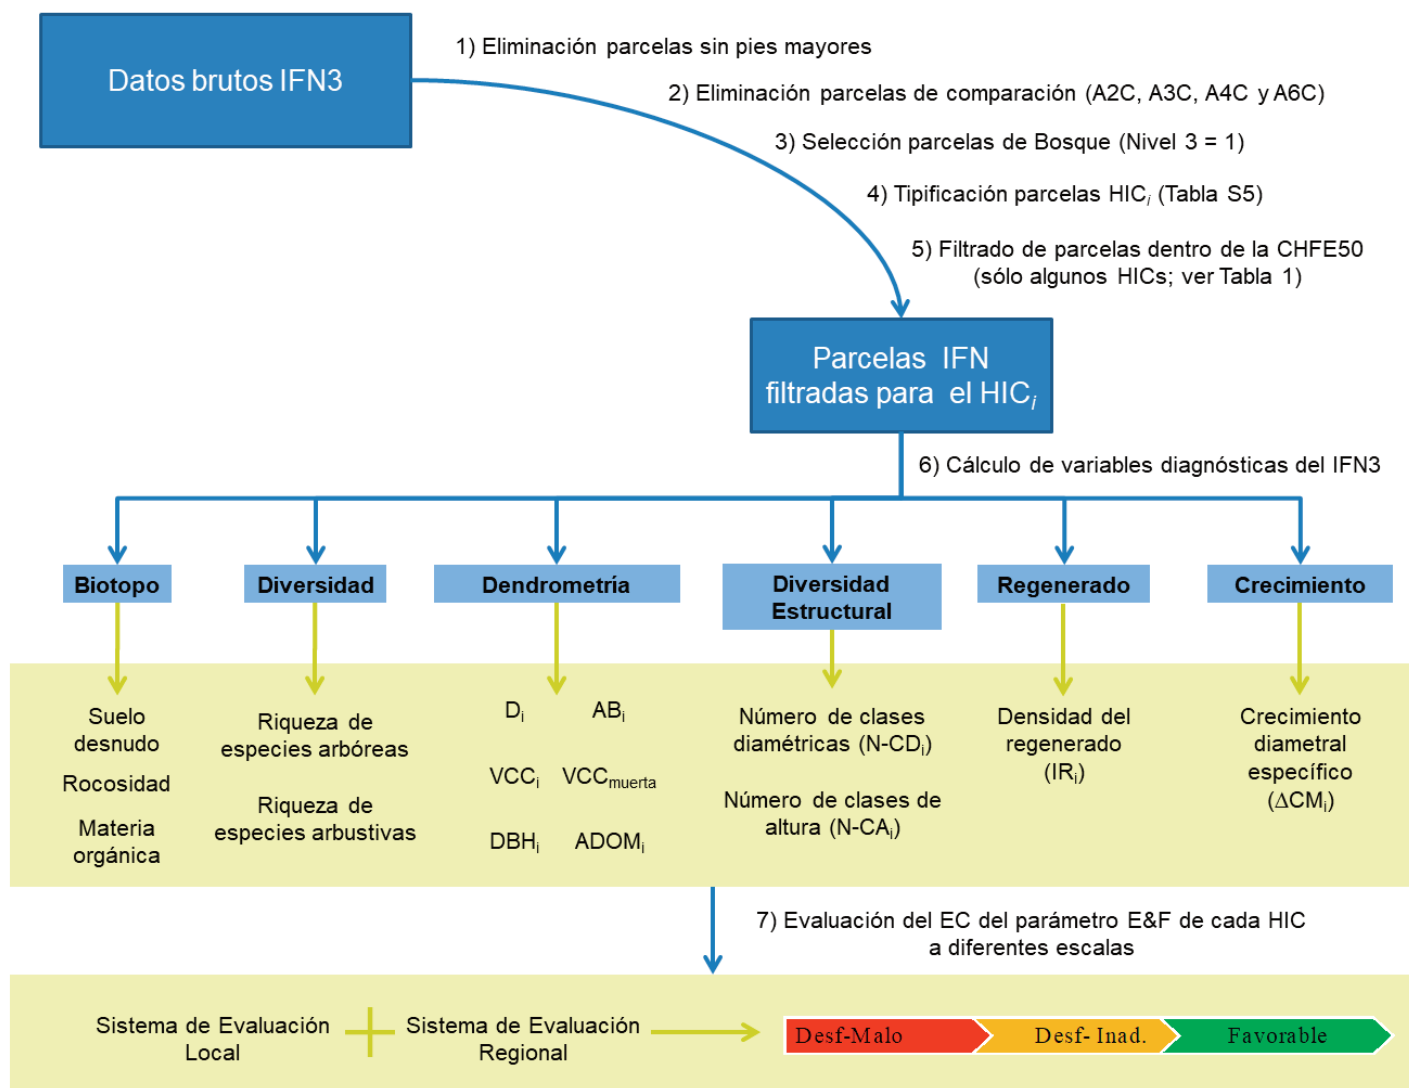 Datos brutos IFN3
1) Eliminación parcelas sin pies mayores
2) Eliminación parcelas de comparación (A2C, A3C, A4C y A6C)
3) Selección parcelas de Bosque (Nivel 3 = 1)
4) Tipificación parcelas HICi (Tabla S5)
5) Filtrado de parcelas dentro de la CHFE50
(sólo algunos HICs; ver Tabla 1)
Parcelas IFN
filtradas para el HICi
6) Cálculo de variables diagnósticas del IFN3
Biotopo
Diversidad
Dendrometría
Diversidad
Estructural
Regenerado
Crecimiento
Suelo
desnudo
Rocosidad
Materia
orgánica
Riqueza de
especies arbóreas
Riqueza de
especies arbustivas
Di ABi
VCCi VCCmuerta
DBHi ADOMi
Número de clases
diamétricas (N-CDi)
Número de clases de
altura (N-CAi)
Densidad del
regenerado
(IRi)
Crecimiento
diametral
específico
(ΔCMi)
7) Evaluación del EC del parámetro E&F de cada HIC
a diferentes escalas
Sistema de Evaluación
Local
Sistema de Evaluación
Regional
Desf-Malo
Desf- Inad.
Favorable